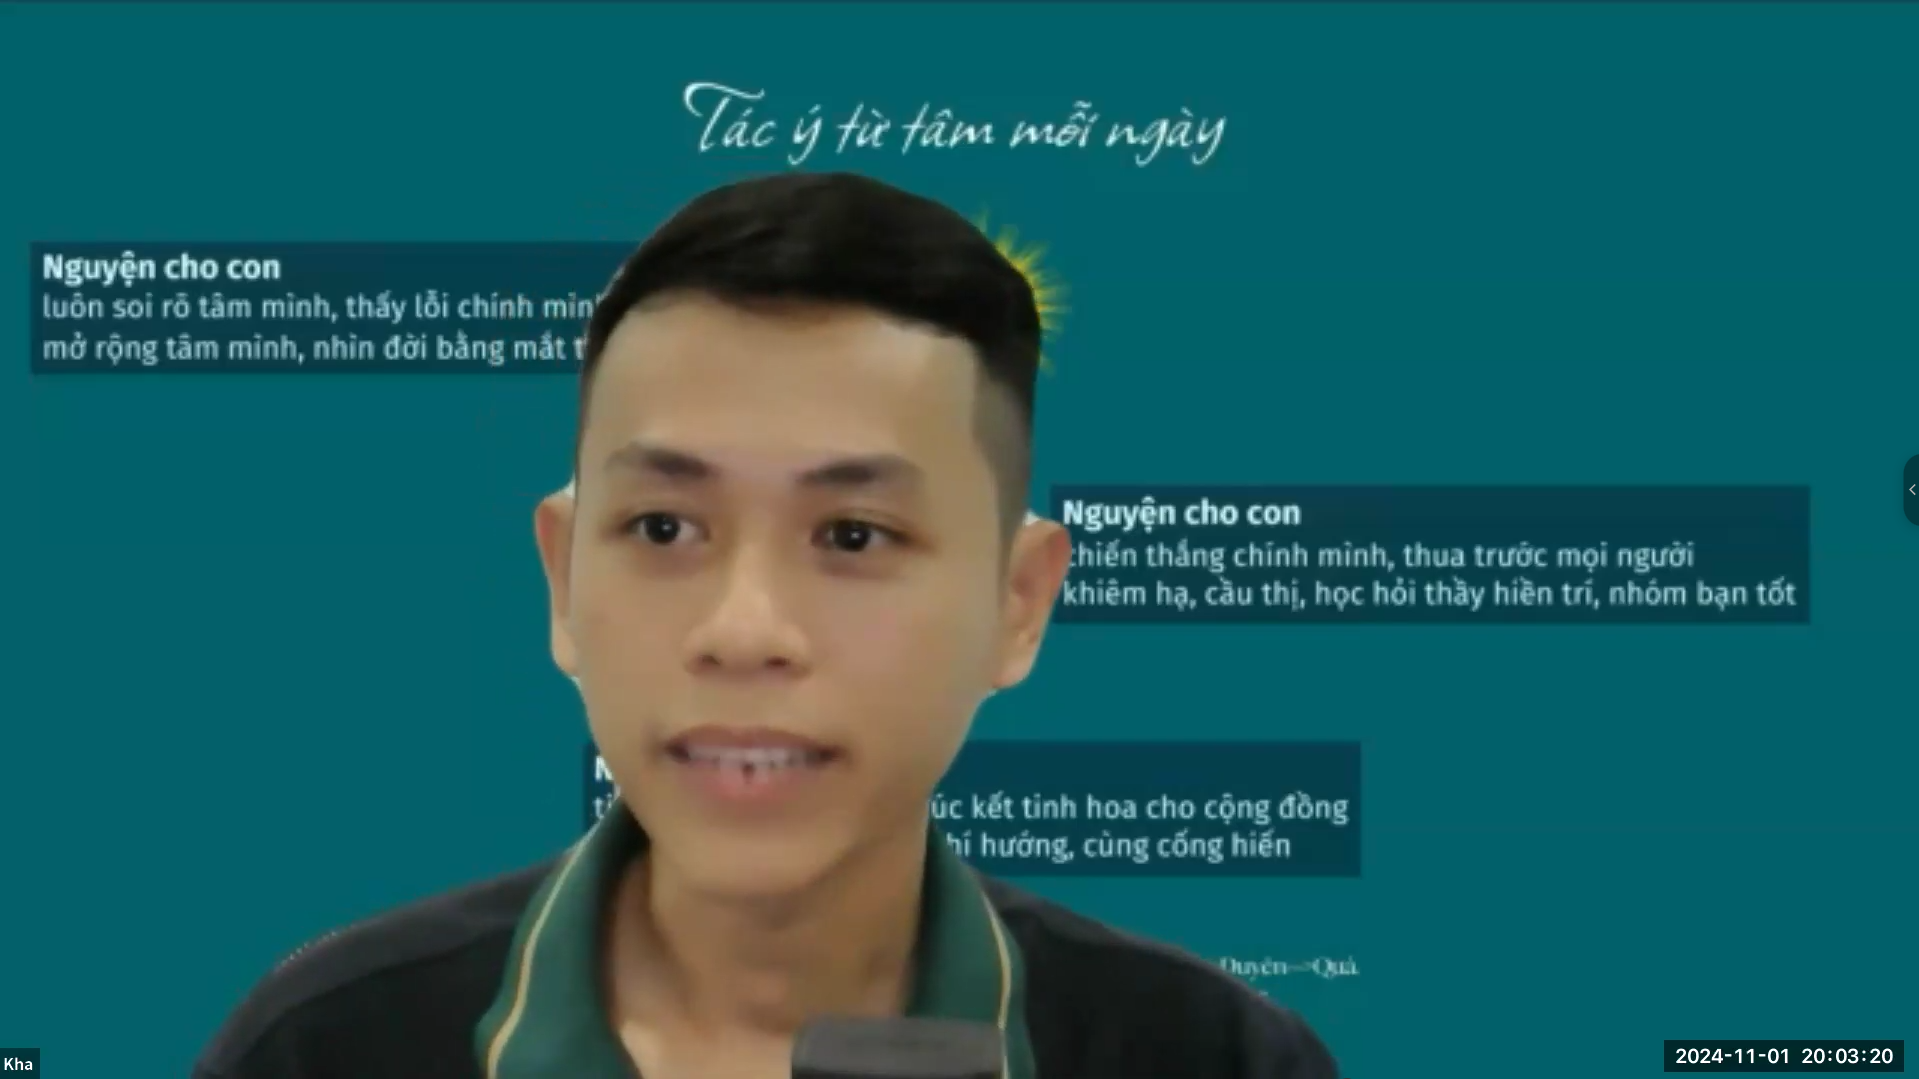 Tác ý từ tâm mỗi ngày
Nguyện cho con
luôn soi rõ tâm mình, thấy lỗi chính
mở rộng tâm mình, nhìn đời bằng mắt
Nguyện cho con
chiến thắng chính mình, thua trước mọi người
khiêm hạ, cầu thị, học hỏi thầy hiền trí, nhóm bạn tốt
kết tinh hoa cho cộng đồng
hướng, cùng cống hiến
Duyên-->Quả
Kha
2024-11-01 20:03:20